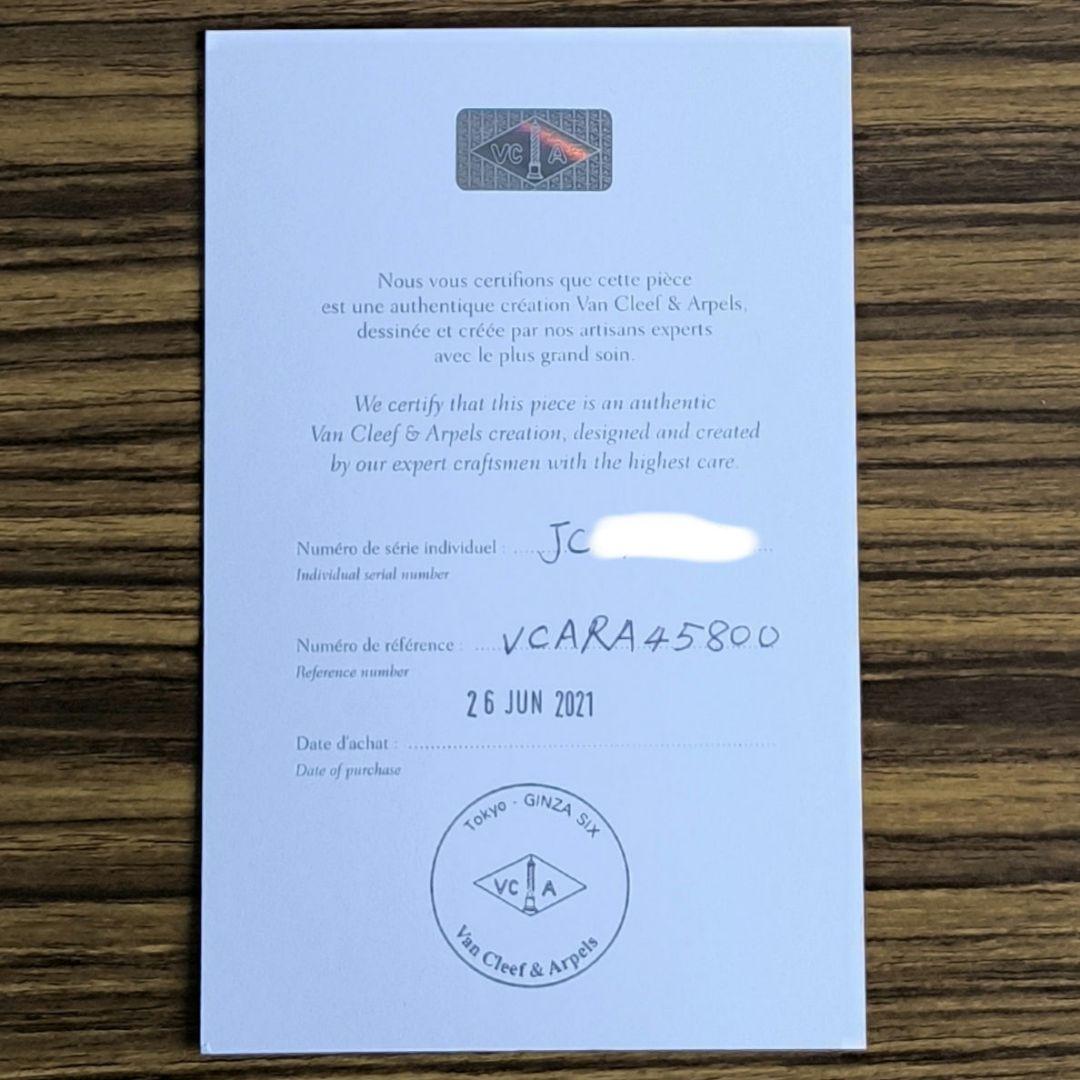 VC A
Nous vous certifions que cette pièce
est une authentique création Van Cleef & Arpels,
dessinée et créée par nos artisans experts
avec le plus grand soin.
We certify that this piece is an authentic
Van Cleef & Arpels creation, designed and created
by our expert craftsmen with the highest care.
Numéro de série individuel : JC
Individual serial number
Numéro de référence : VCARA45800
Reference number
26 JUN 2021
Date d'achat :
Date of purchase
Tokyo - GINZA SIX
VC A
Van Cleef & Arpels